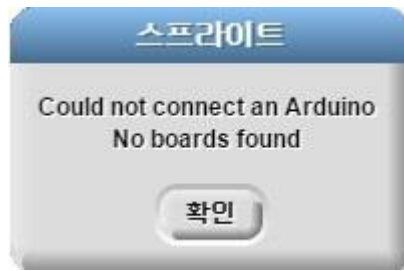 스프라이트
Could not connect an Arduino
No boards found
확인